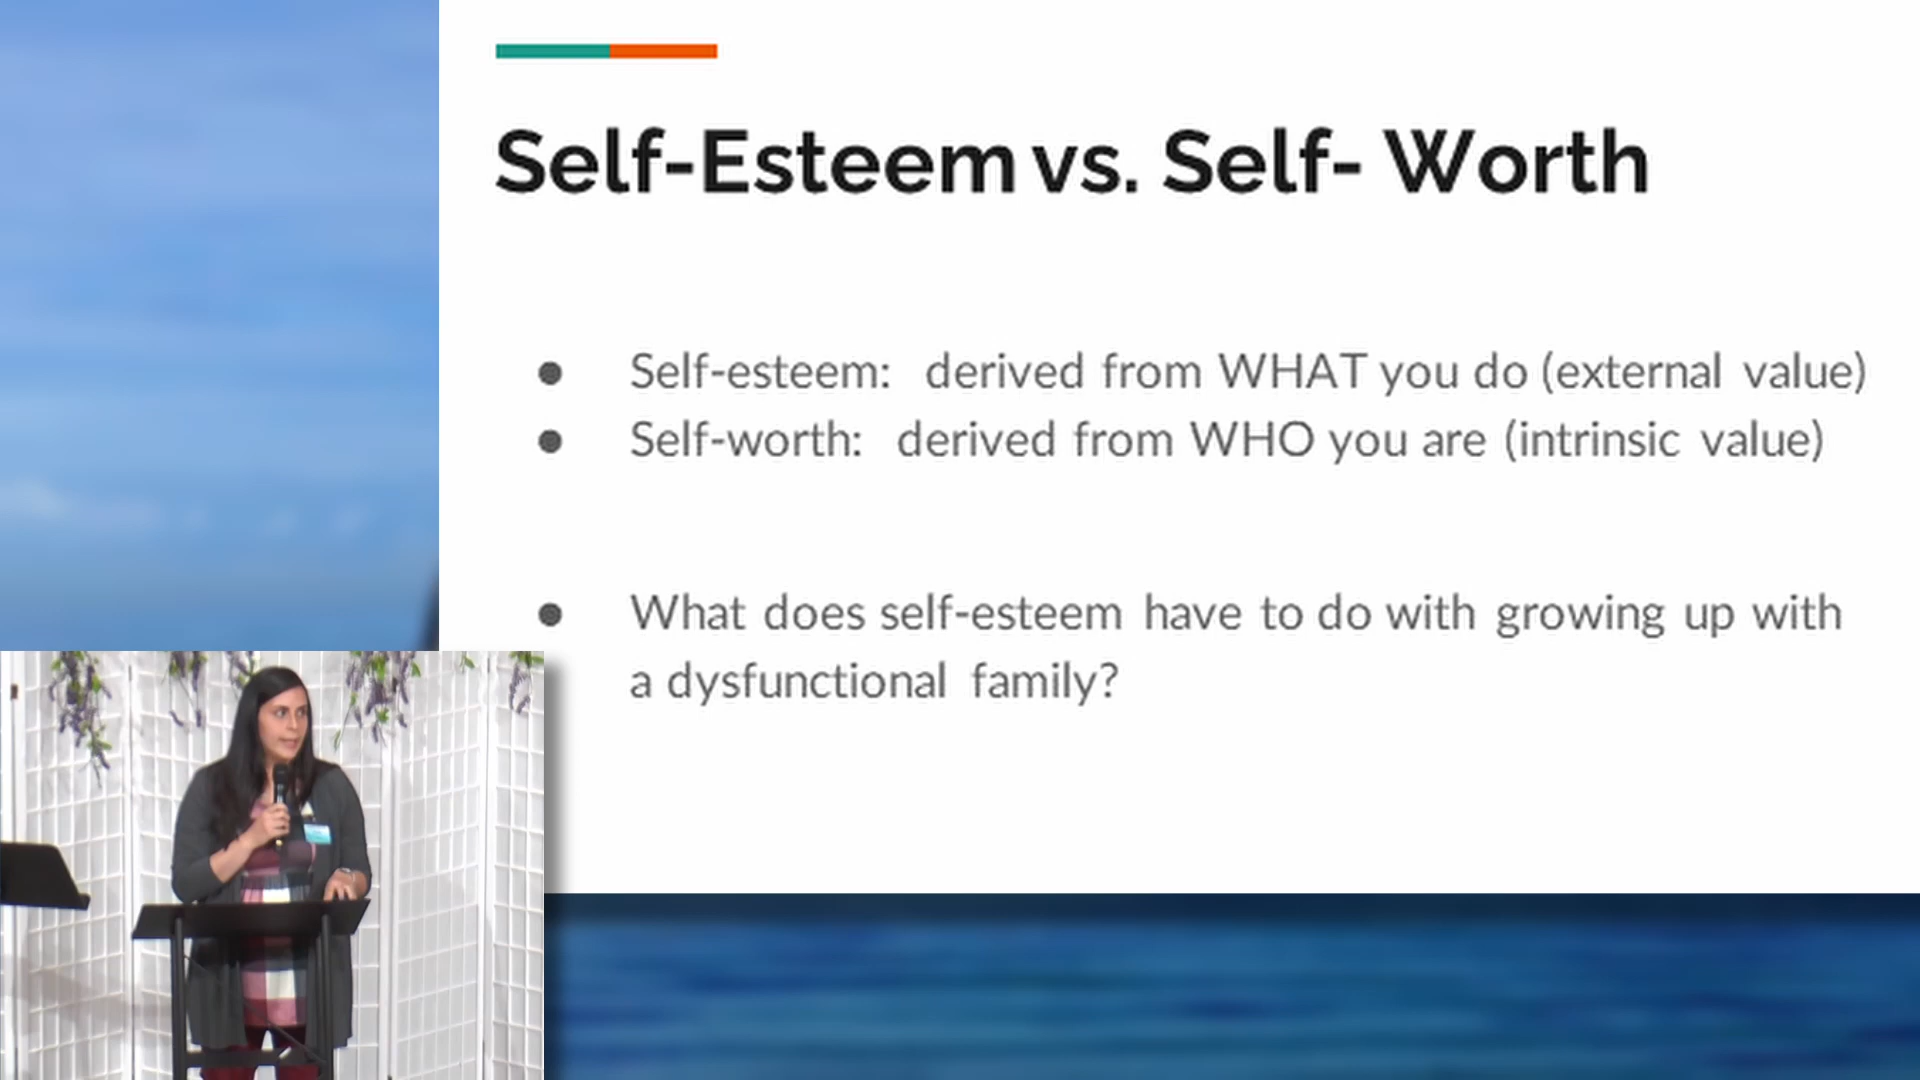 Self-Esteem vs. Self- Worth
● Self-esteem: derived from WHAT you do (external value)
● Self-worth: derived from WHO you are (intrinsic value)
● What does self-esteem have to do with growing up with
a dysfunctional family?